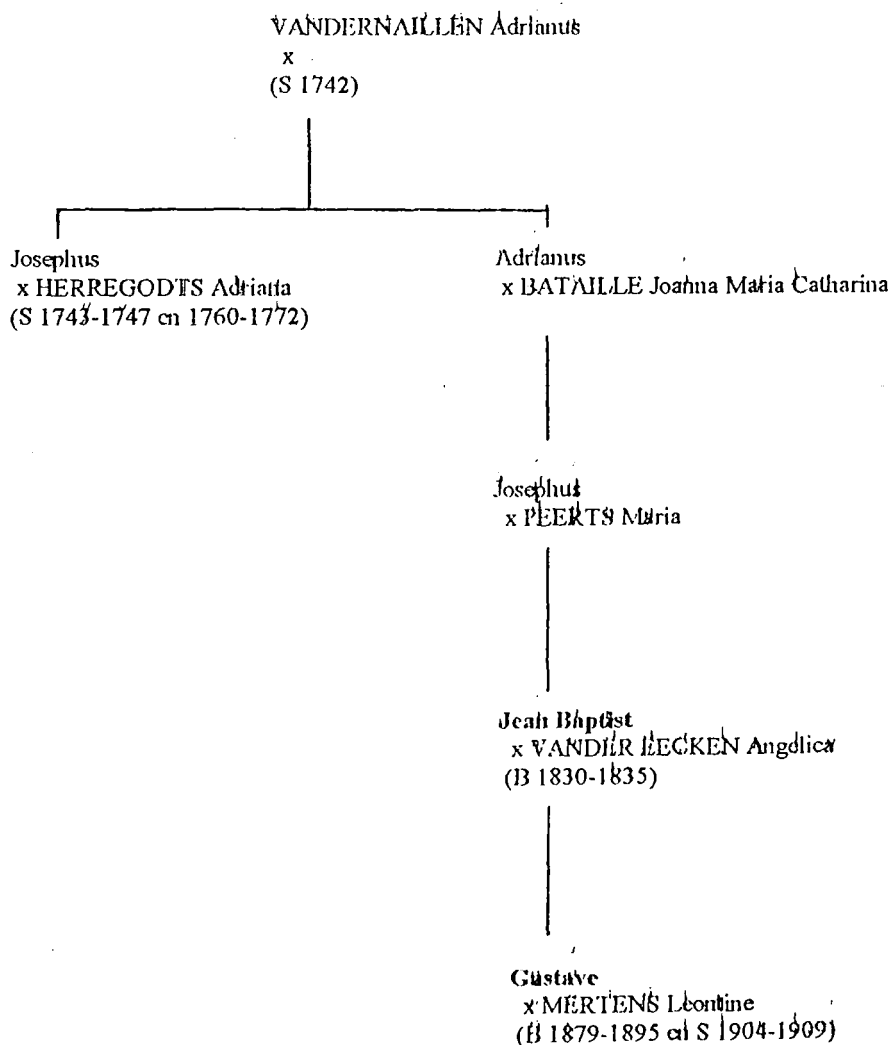 VANDERNAILLEN Adrianus
x
(S 1742)
Josephus
x HERREGODTS Adriana
(S 1743-1747 en 1760-1772)
Adrianus
x BATAILLE Joanna Maria Catharina
Josephus
x PEERTS Maria
Jean Baptist
x VANDER EECKEN Angelica
(B 1830-1835)
Gustave
x MERTENS Leontine
(B 1879-1895 en S 1904-1909)